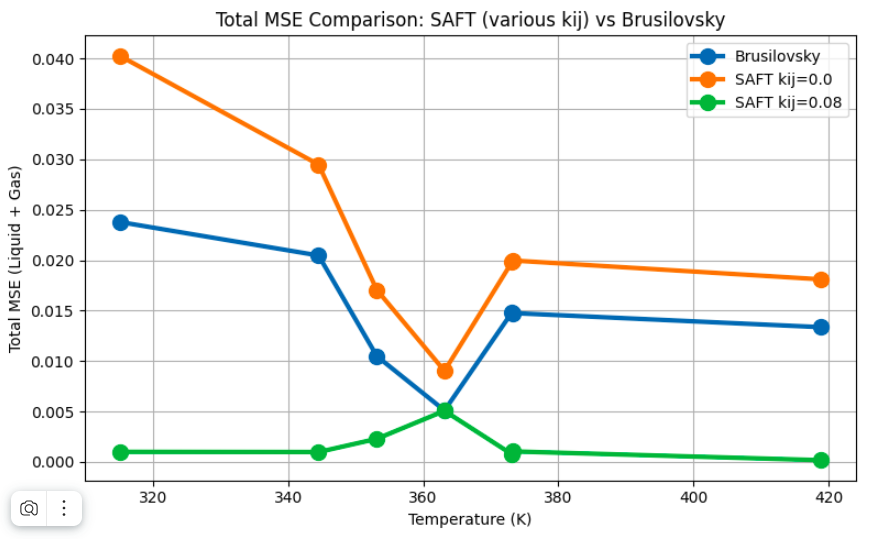 Total MSE Comparison: SAFT (various kij) vs Brusilovsky
Brusilovsky
SAFT kij=0.0
SAFT kij=0.08
Total MSE (Liquid + Gas)
0.040
0.035
0.030
0.025
0.020
0.015
0.010
0.005
0.000
320 340 360 380 400 420
Temperature (K)